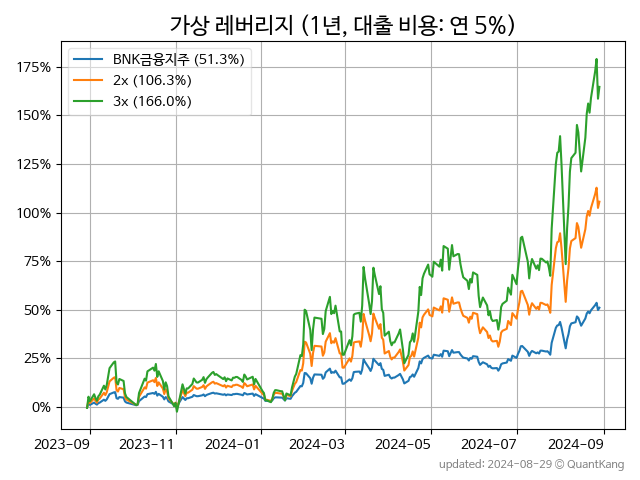 가상 레버리지 (1년, 대출 비용: 연 5%)
BNK금융지주 (51.3%)
2x (106.3%)
3x (166.0%)
175%
150%
125%
100%
75%
50%
25%
0%
2023-09 2023-11 2024-01 2024-03 2024-05 2024-07 2024-09
updated: 2024-08-29 © QuantKang